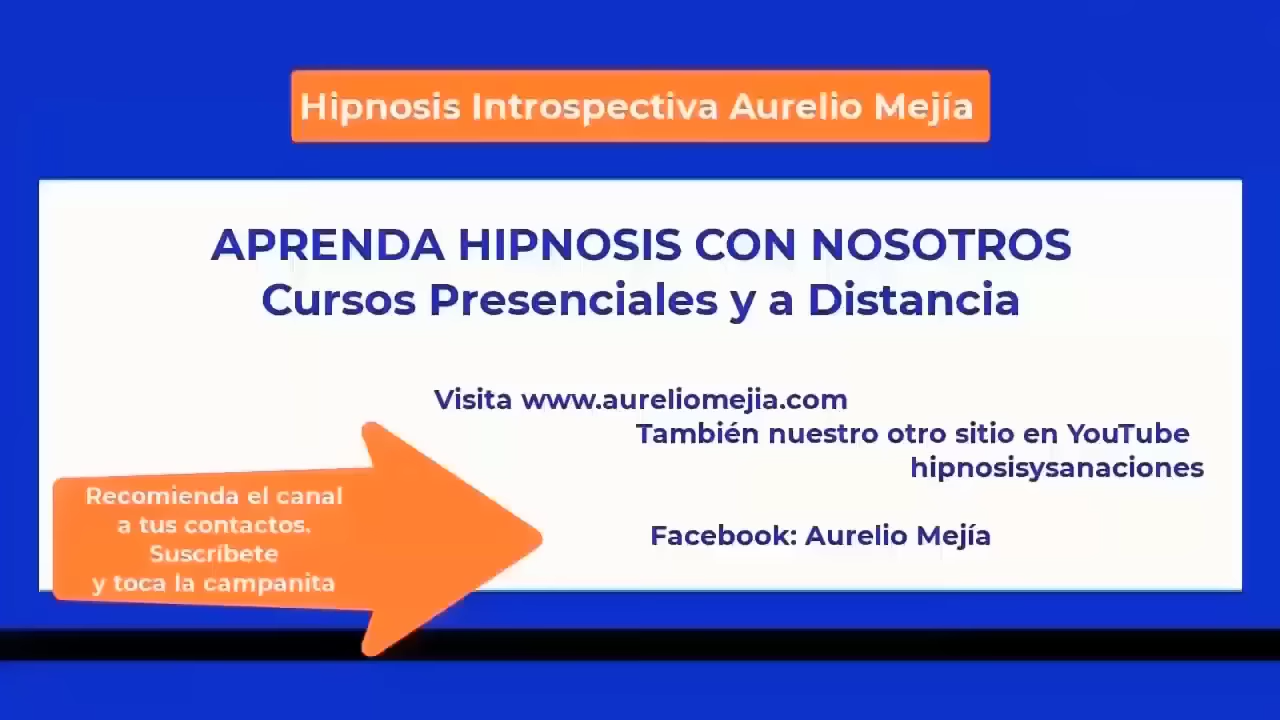 Hipnosis Introspectiva Aurelio Mejía
APRENDA HIPNOSIS CON NOSOTROS
Cursos Presenciales y a Distancia
Visita www.aureliomejia.com
También nuestro otro sitio en YouTube
hipnosisysanaciones
Facebook: Aurelio Mejía
Recomienda el canal
a tus contactos.
Suscríbete
y toca la campanita